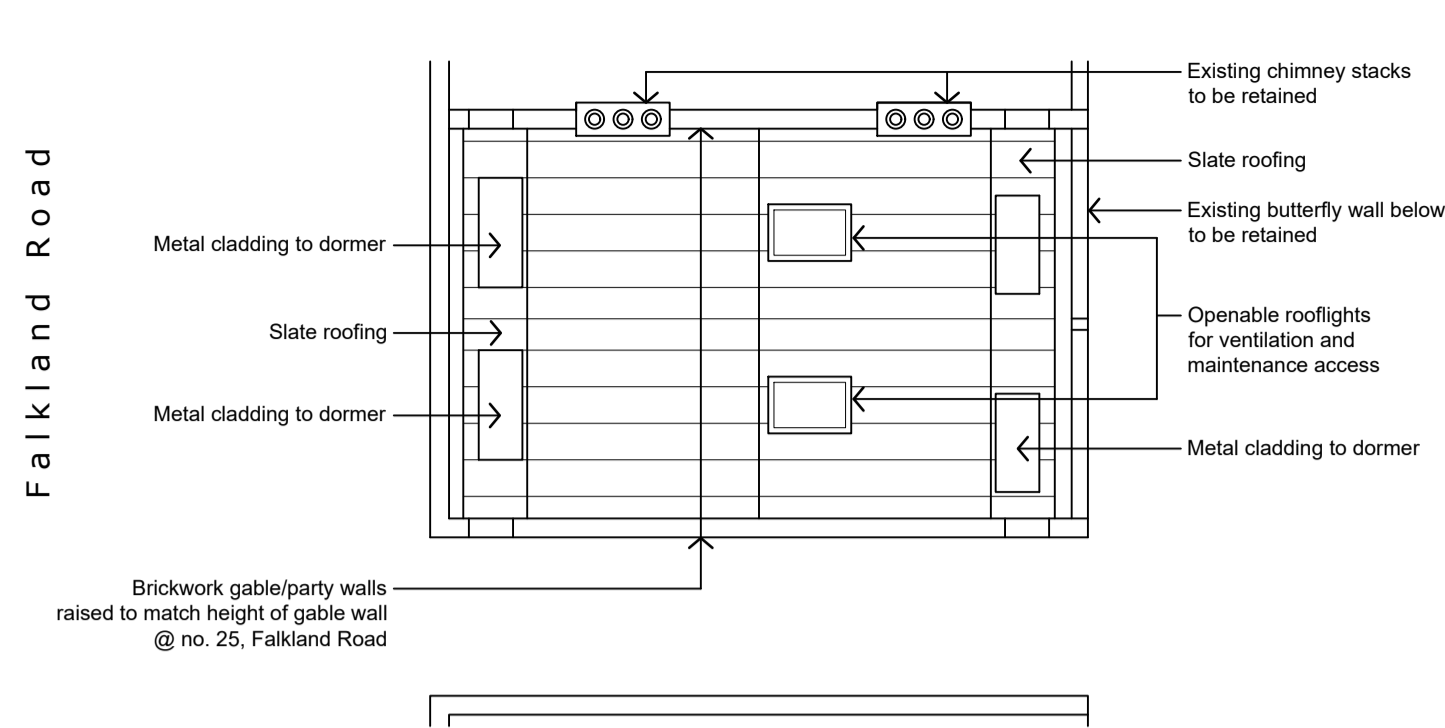 Falkland Road
Existing chimney stacks
to be retained
Slate roofing
Existing butterfly wall below
to be retained
Metal cladding to dormer
Openable rooflights
for ventilation and
maintenance access
Slate roofing
Metal cladding to dormer
Metal cladding to dormer
Brickwork gable/party walls
raised to match height of gable wall
@ no. 25, Falkland Road